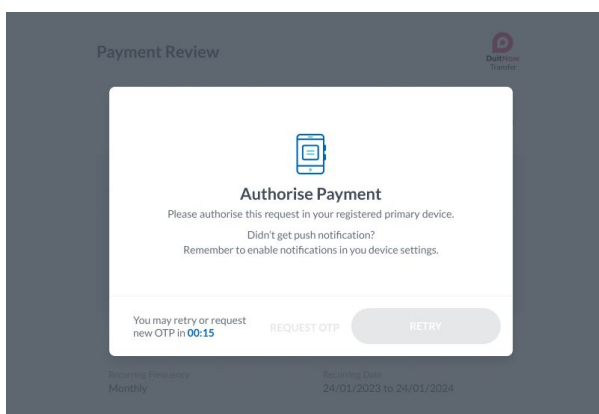 Payment Review
DuitNow
Transfer
Authorise Payment
Please authorise this request in your registered primary device.
Didn't get push notification?
Remember to enable notifications in you device settings.
You may retry or request
new OTP in 00:15
REQUEST OTP
RETRY
Recurring Frequency
Monthly
Recurring Date
24/01/2023 to 24/01/2024